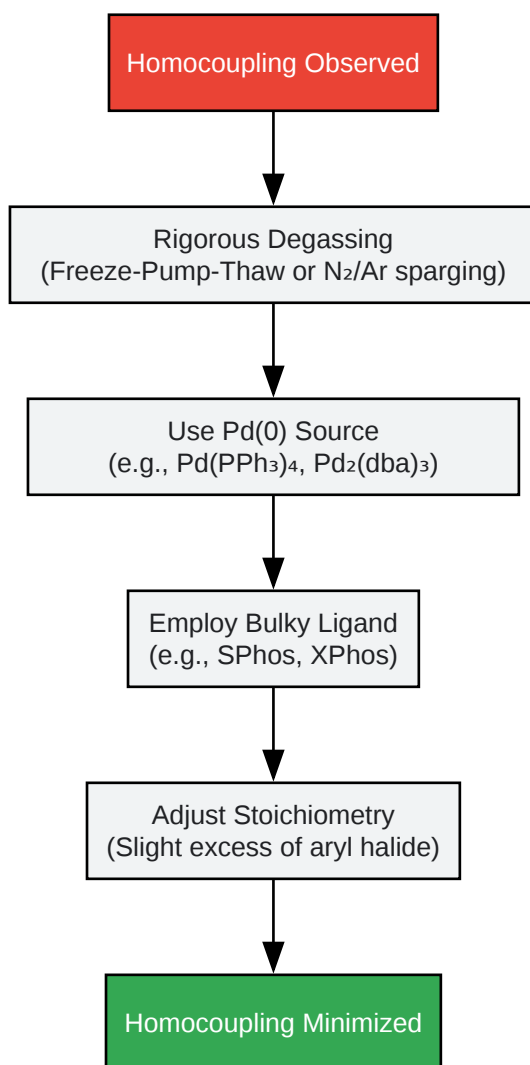 Homocoupling Observed
Rigorous Degassing
(Freeze-Pump-Thaw or N₂/Ar sparging)
Use Pd(0) Source
(e.g., Pd(PPh₃)₄, Pd₂(dba)₃)
Employ Bulky Ligand
(e.g., SPhos, XPhos)
Adjust Stoichiometry
(Slight excess of aryl halide)
Homocoupling Minimized